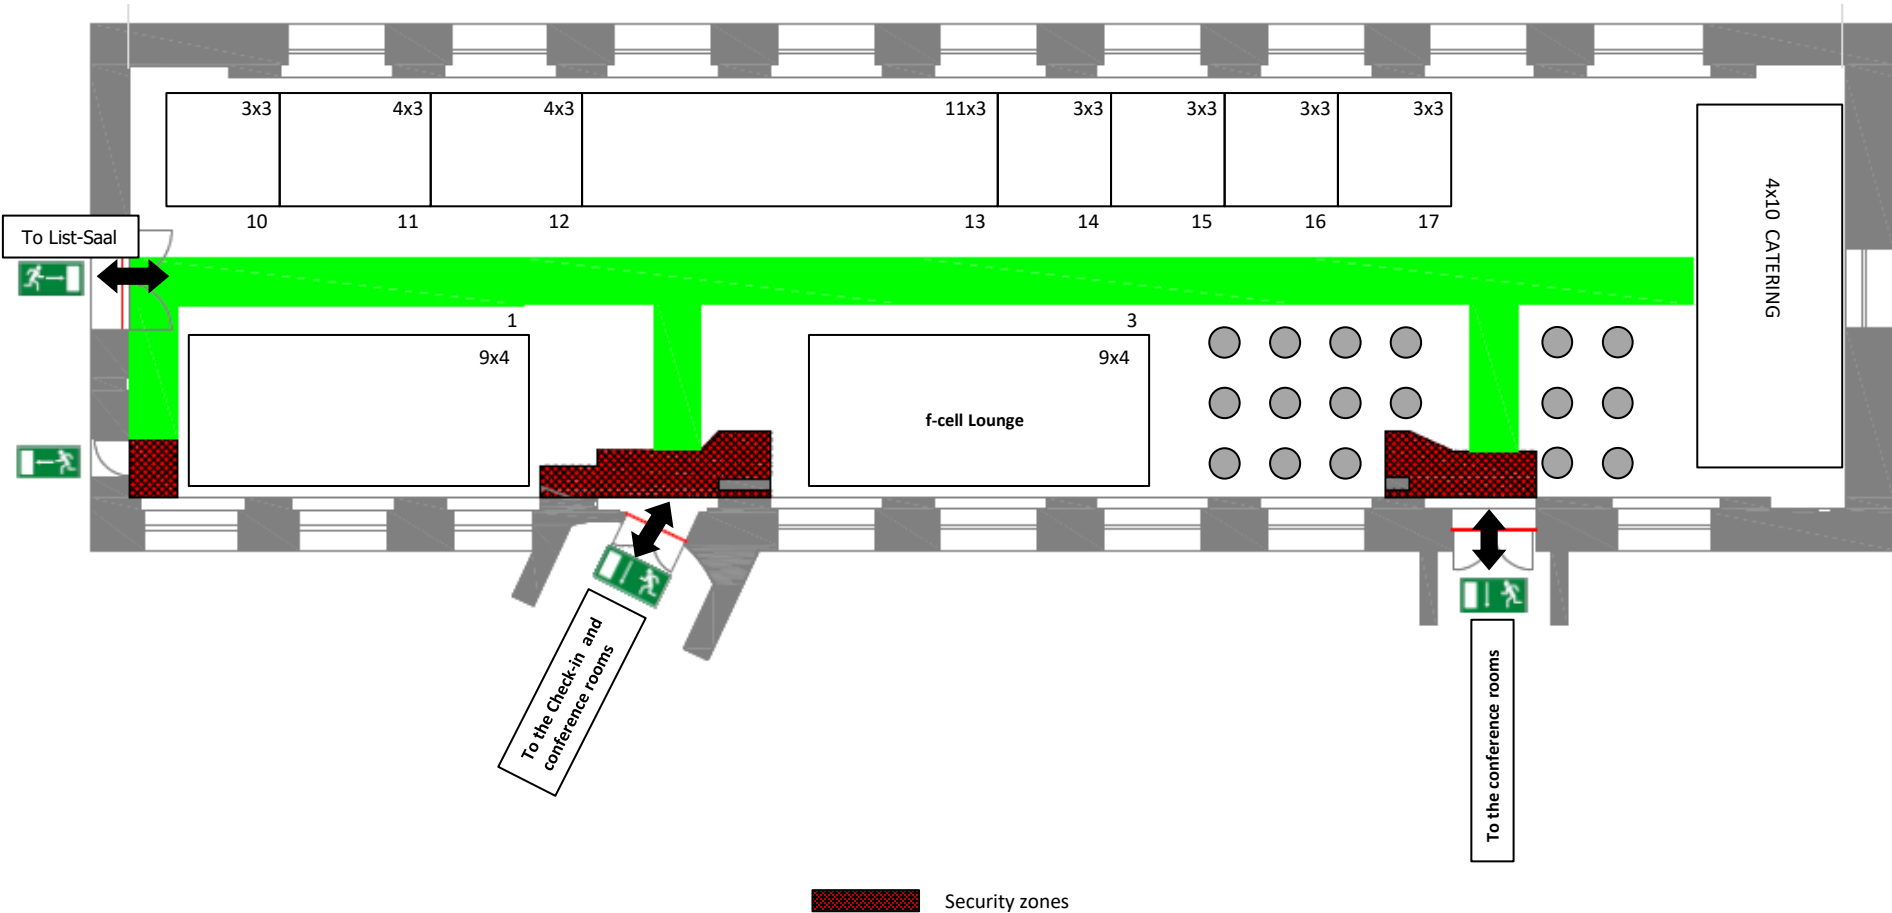 3x3
4x3
4x3
11x3
3x3
3x3
3x3
3x3
10
11
12
13
14
15
16
17
4x10 CATERING
To List-Saal
1
9x4
3
9x4
f-cell Lounge
To the Check-in and
conference rooms
To the conference rooms
Security zones